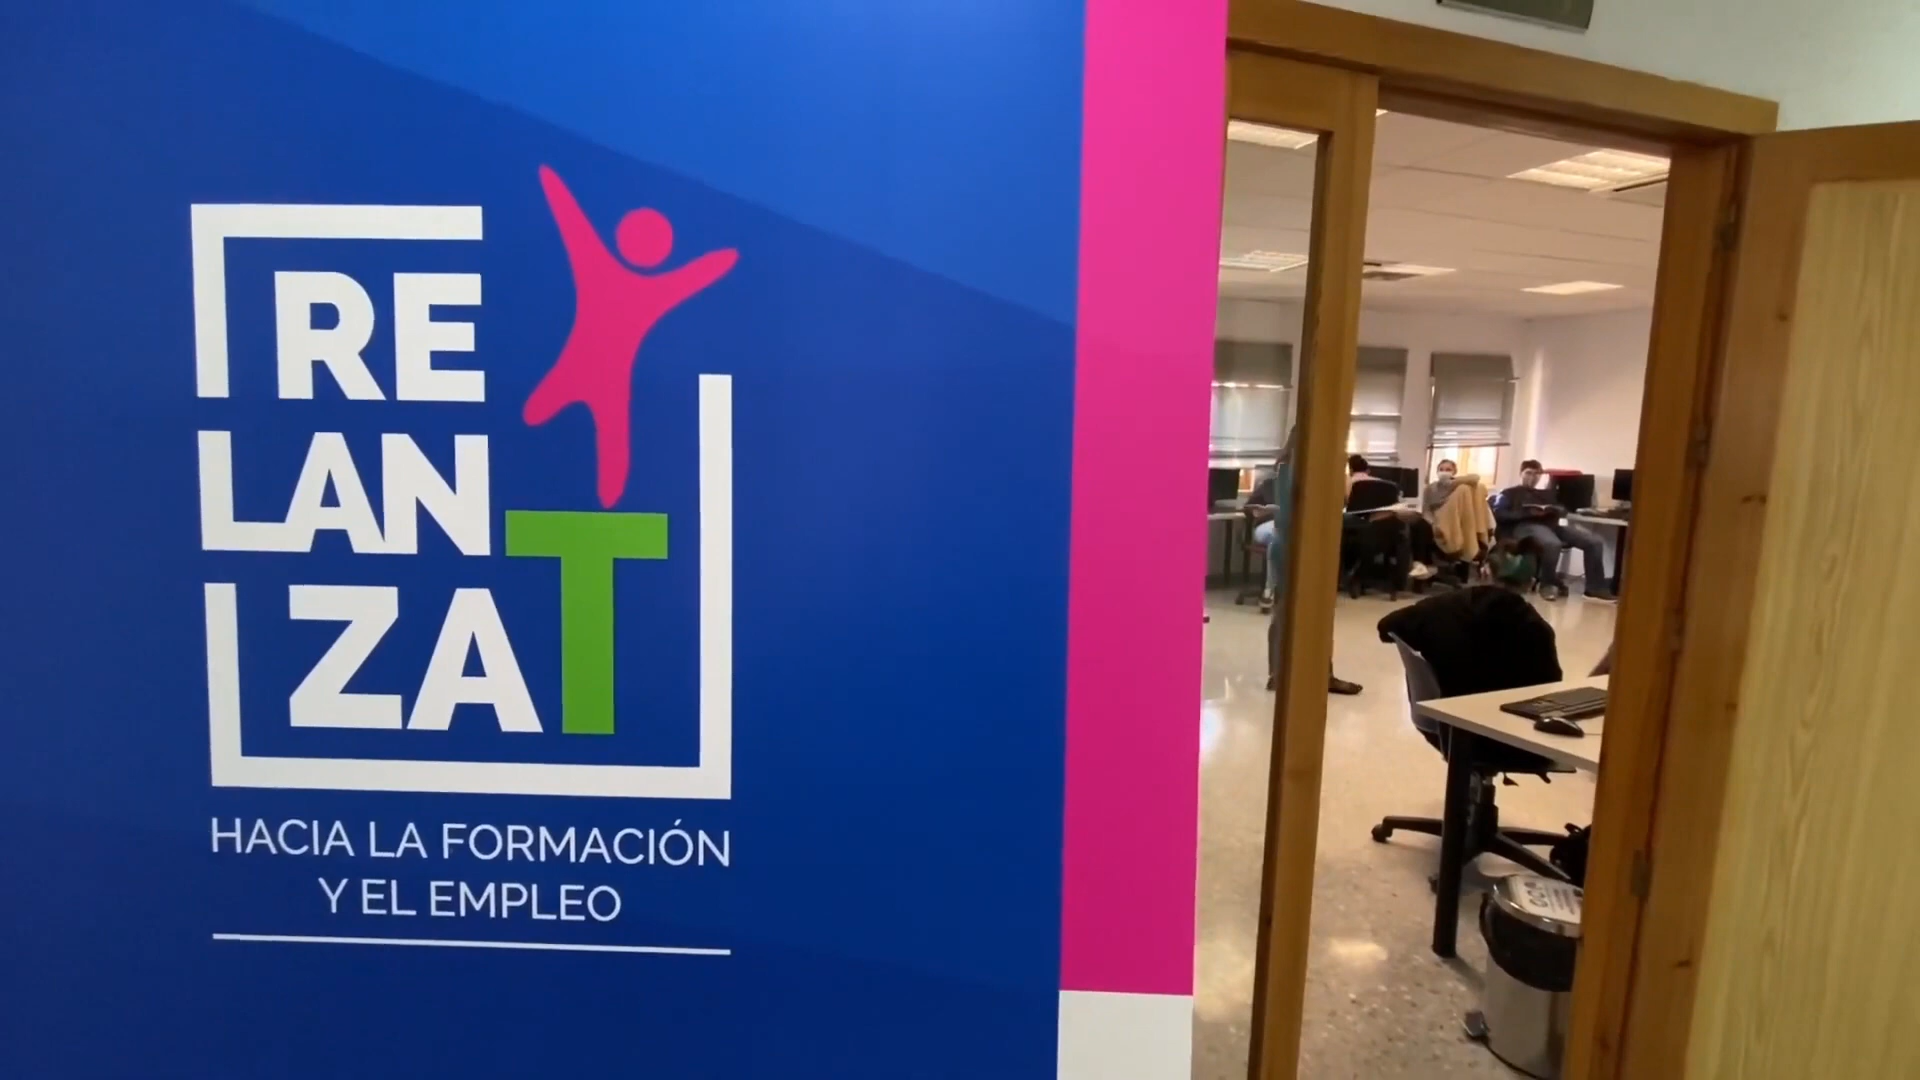 RE
LAN
ZAT
HACIA LA FORMACIÓN
Y EL EMPLEO